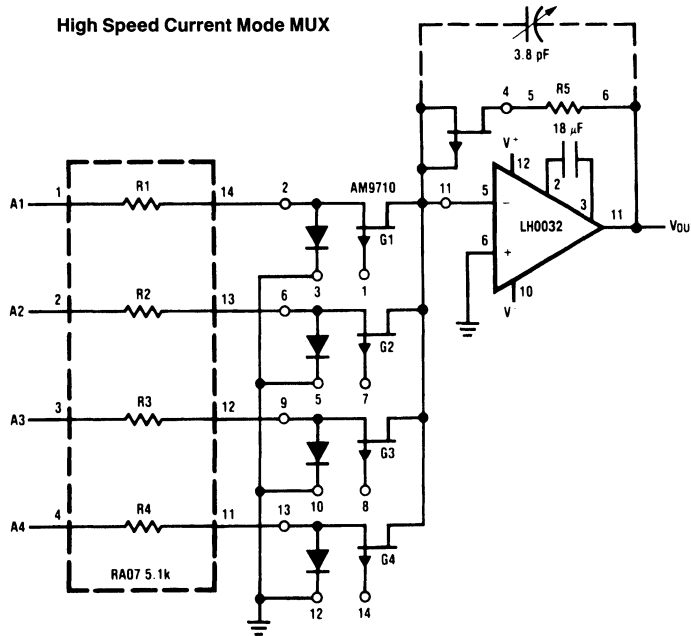 High Speed Current Mode MUX
3.8 pF
4 5 R5 6
18 µF
V+
12
2
3
5 −
LH0032
11 VOU
6 +
10
V-
A1 1 R1 14 2 AM9710 11
G1
3 1
A2 2 R2 13 6
G2
5 7
A3 3 R3 12 9
G3
10 8
A4 4 R4 11 13
G4
12 14
RA07 5.1k